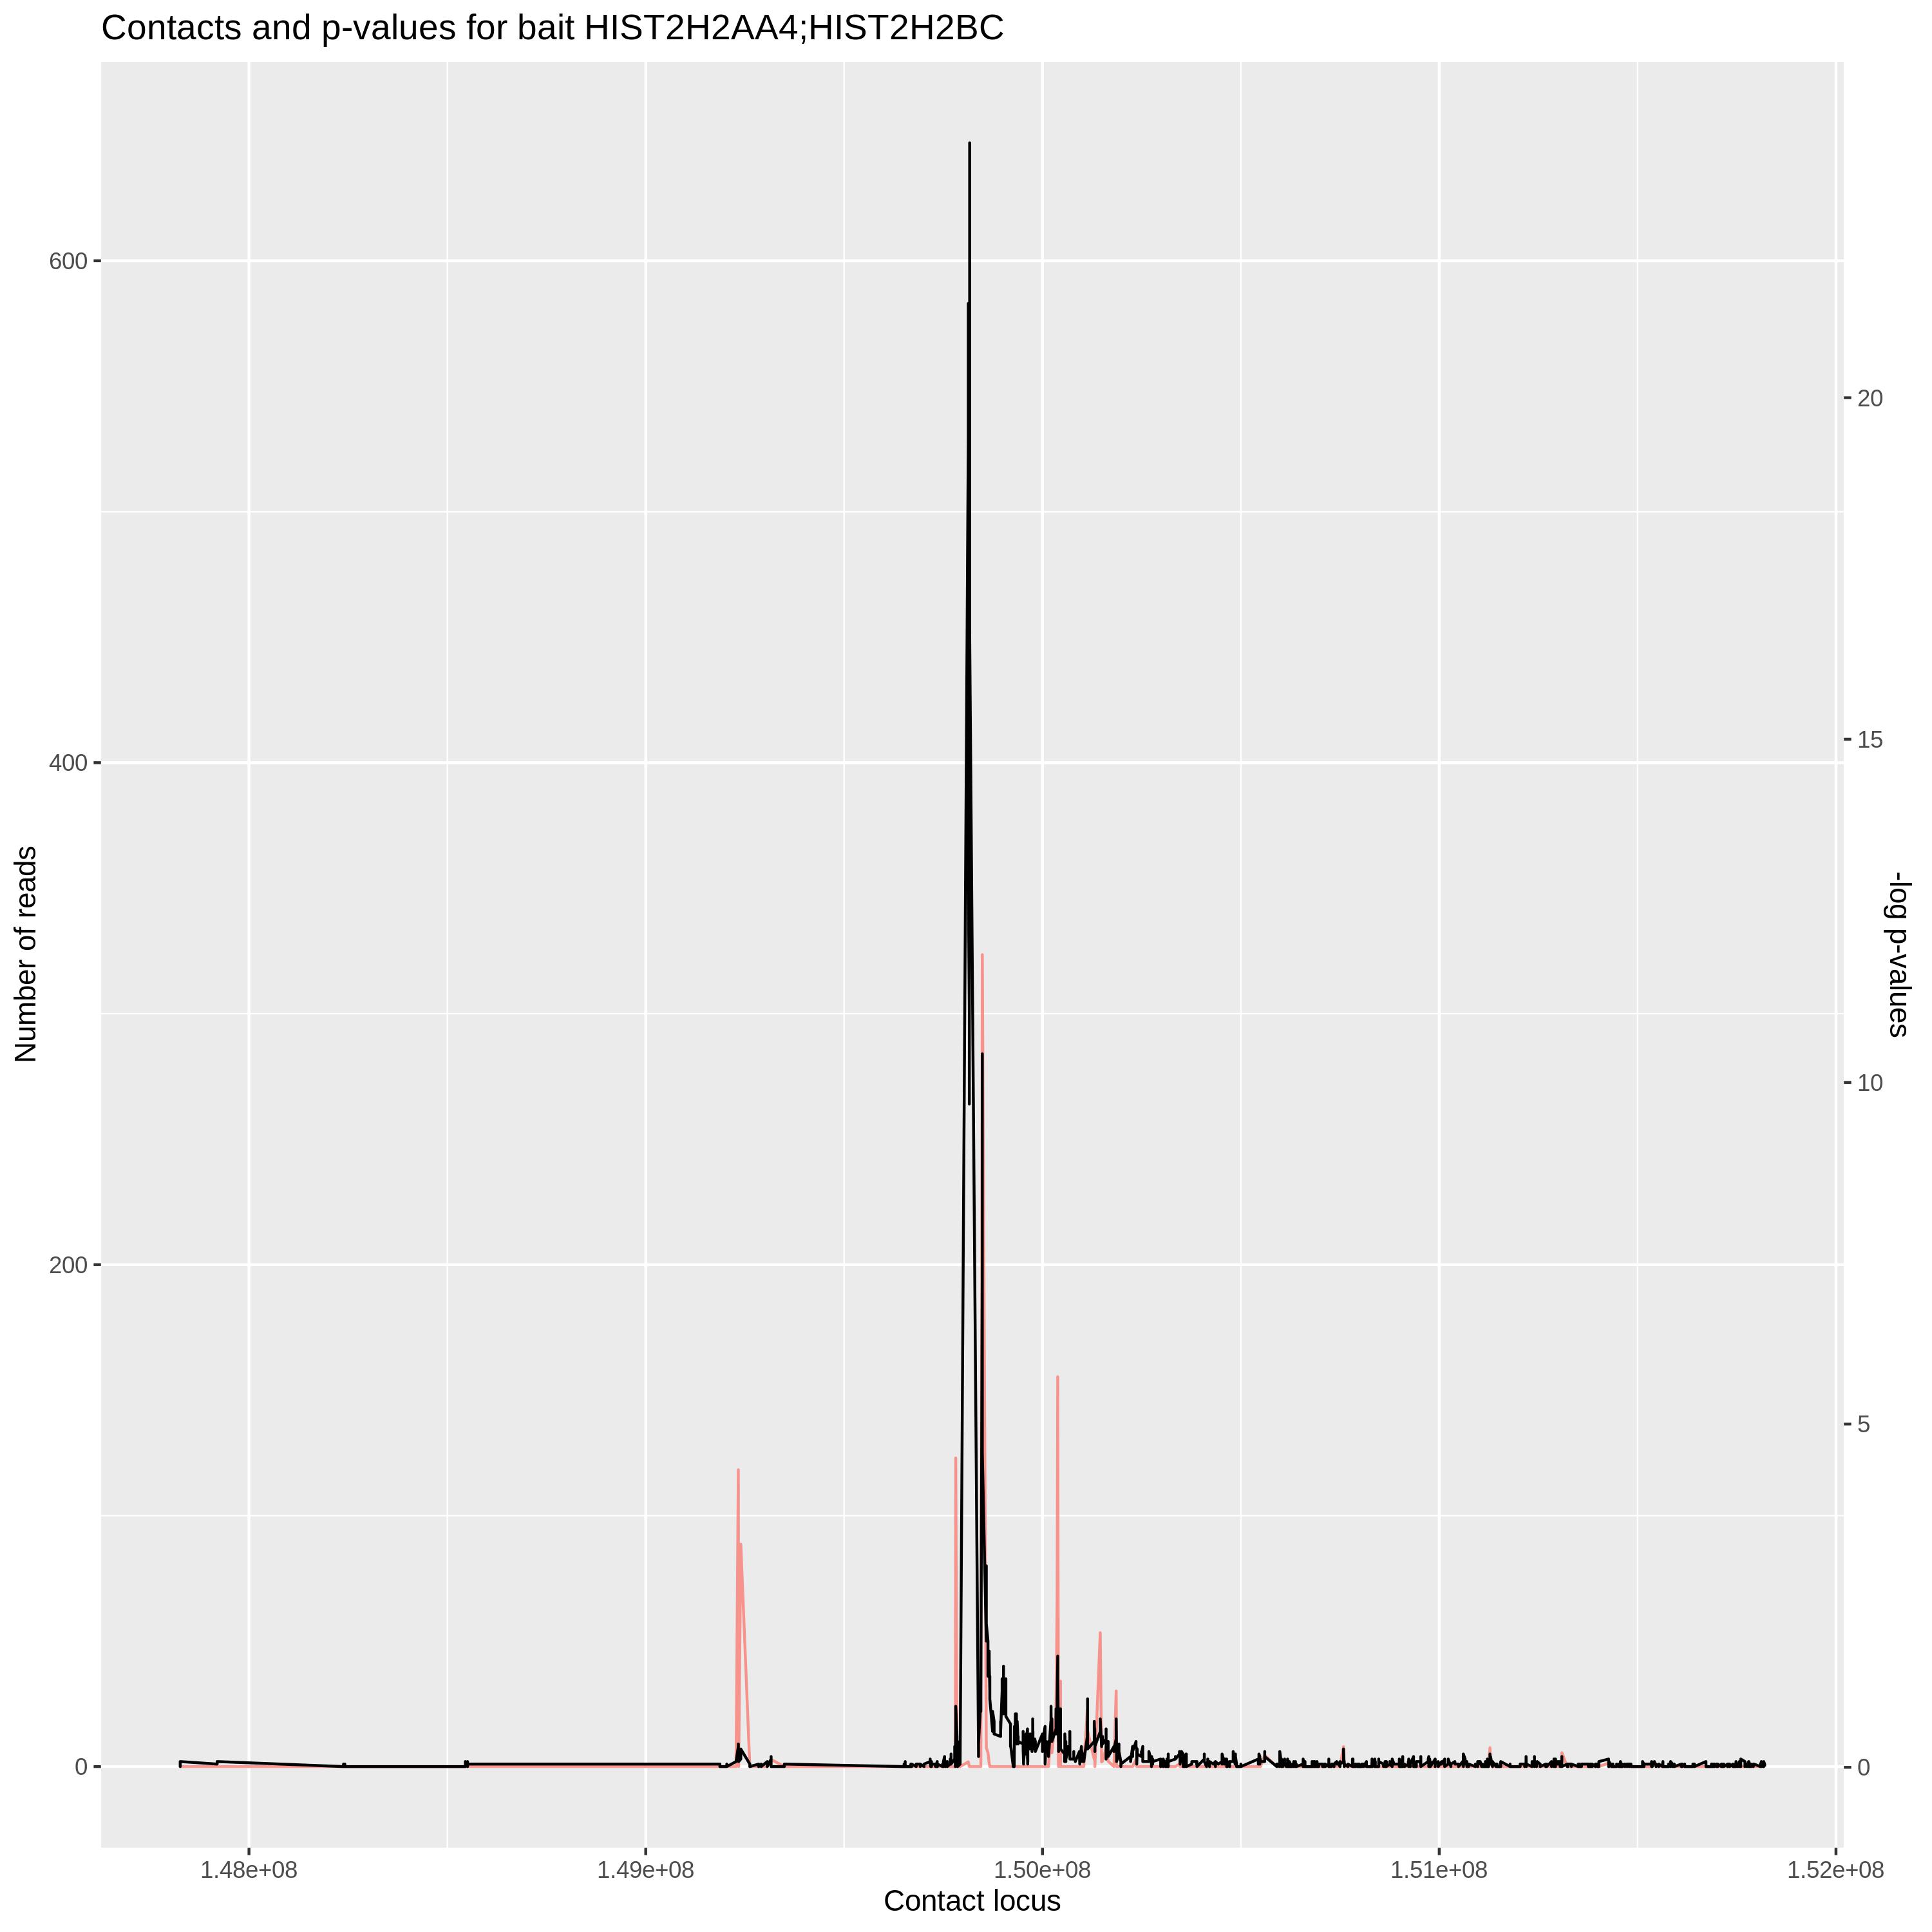 Contacts and p-values for bait HIST2H2AA4;HIST2H2BC
600
400
200
0
Number of reads
20
15
10
5
0
-log p-values
1.48e+08
1.49e+08
1.50e+08
1.51e+08
1.52e+08
Contact locus